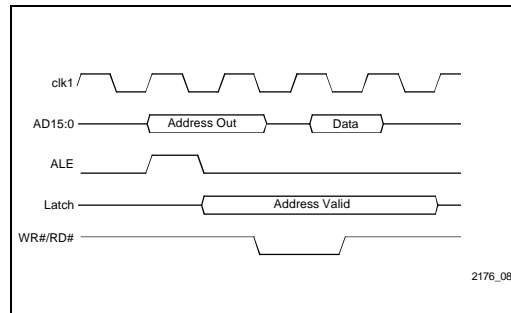 clk1
AD15:0
Address Out
Data
ALE
Latch
Address Valid
WR#/RD#
2176_08